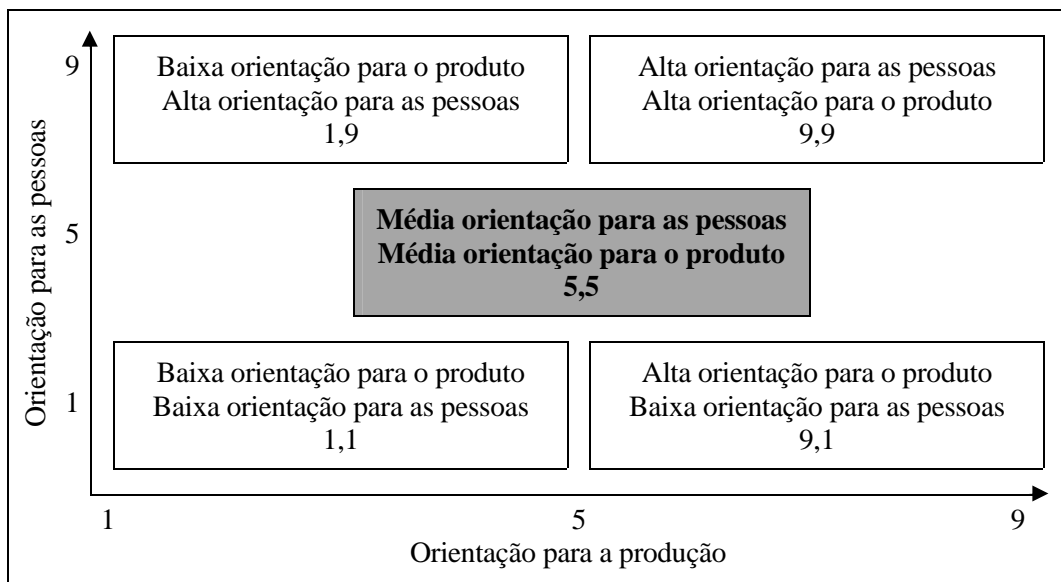 9
Baixa orientação para o produto
Alta orientação para as pessoas
1,9
Alta orientação para as pessoas
Alta orientação para o produto
9,9
Orientação para as pessoas
5
Média orientação para as pessoas
Média orientação para o produto
5,5
1
Baixa orientação para o produto
Baixa orientação para as pessoas
1,1
Alta orientação para o produto
Baixa orientação para as pessoas
9,1
1
5
9
Orientação para a produção